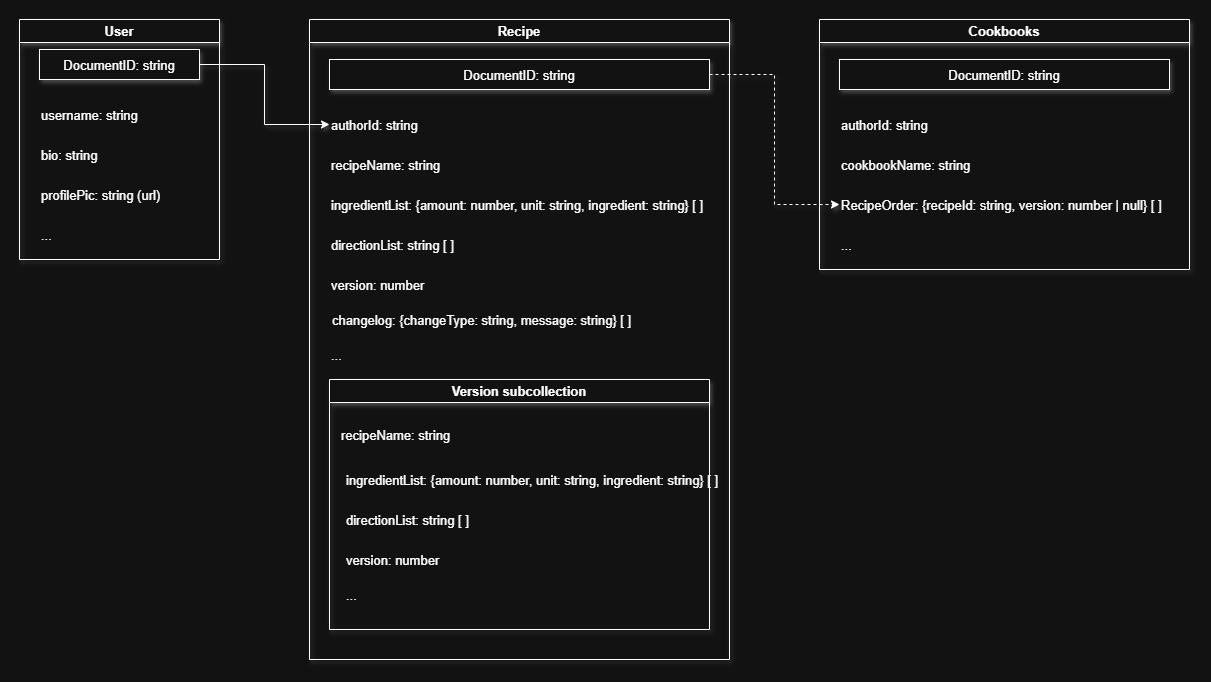 User
DocumentID: string
username: string
bio: string
profilePic: string (url)
...
Recipe
DocumentID: string
authorId: string
recipeName: string
ingredientList: {amount: number, unit: string, ingredient: string} [ ]
directionList: string [ ]
version: number
changelog: {changeType: string, message: string} [ ]
...
Version subcollection
recipeName: string
ingredientList: {amount: number, unit: string, ingredient: string} [ ]
directionList: string [ ]
version: number
...
Cookbooks
DocumentID: string
authorId: string
cookbookName: string
RecipeOrder: {recipeId: string, version: number | null} [ ]
...